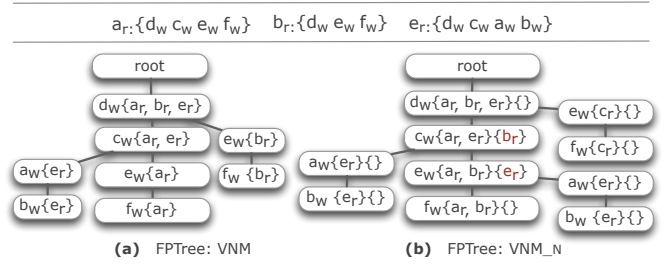 ar:{dw cw ew fw} br:{dw ew fw} er:{dw cw aw bw}
root root
dw{ar, br, er} dw{ar, br, er}{} ew{cr}{}
cw{ar, er} ew{br} cw{ar, er}{br} fw{cr}{}
aw{er} ew{ar} fw {br} aw{er}{} ew{ar, br}{er} aw{er}{}
bw{er} fw{ar} bw {er}{} fw{ar, br}{} bw {er}{}
(a) FPTree: VNM (b) FPTree: VNM_N